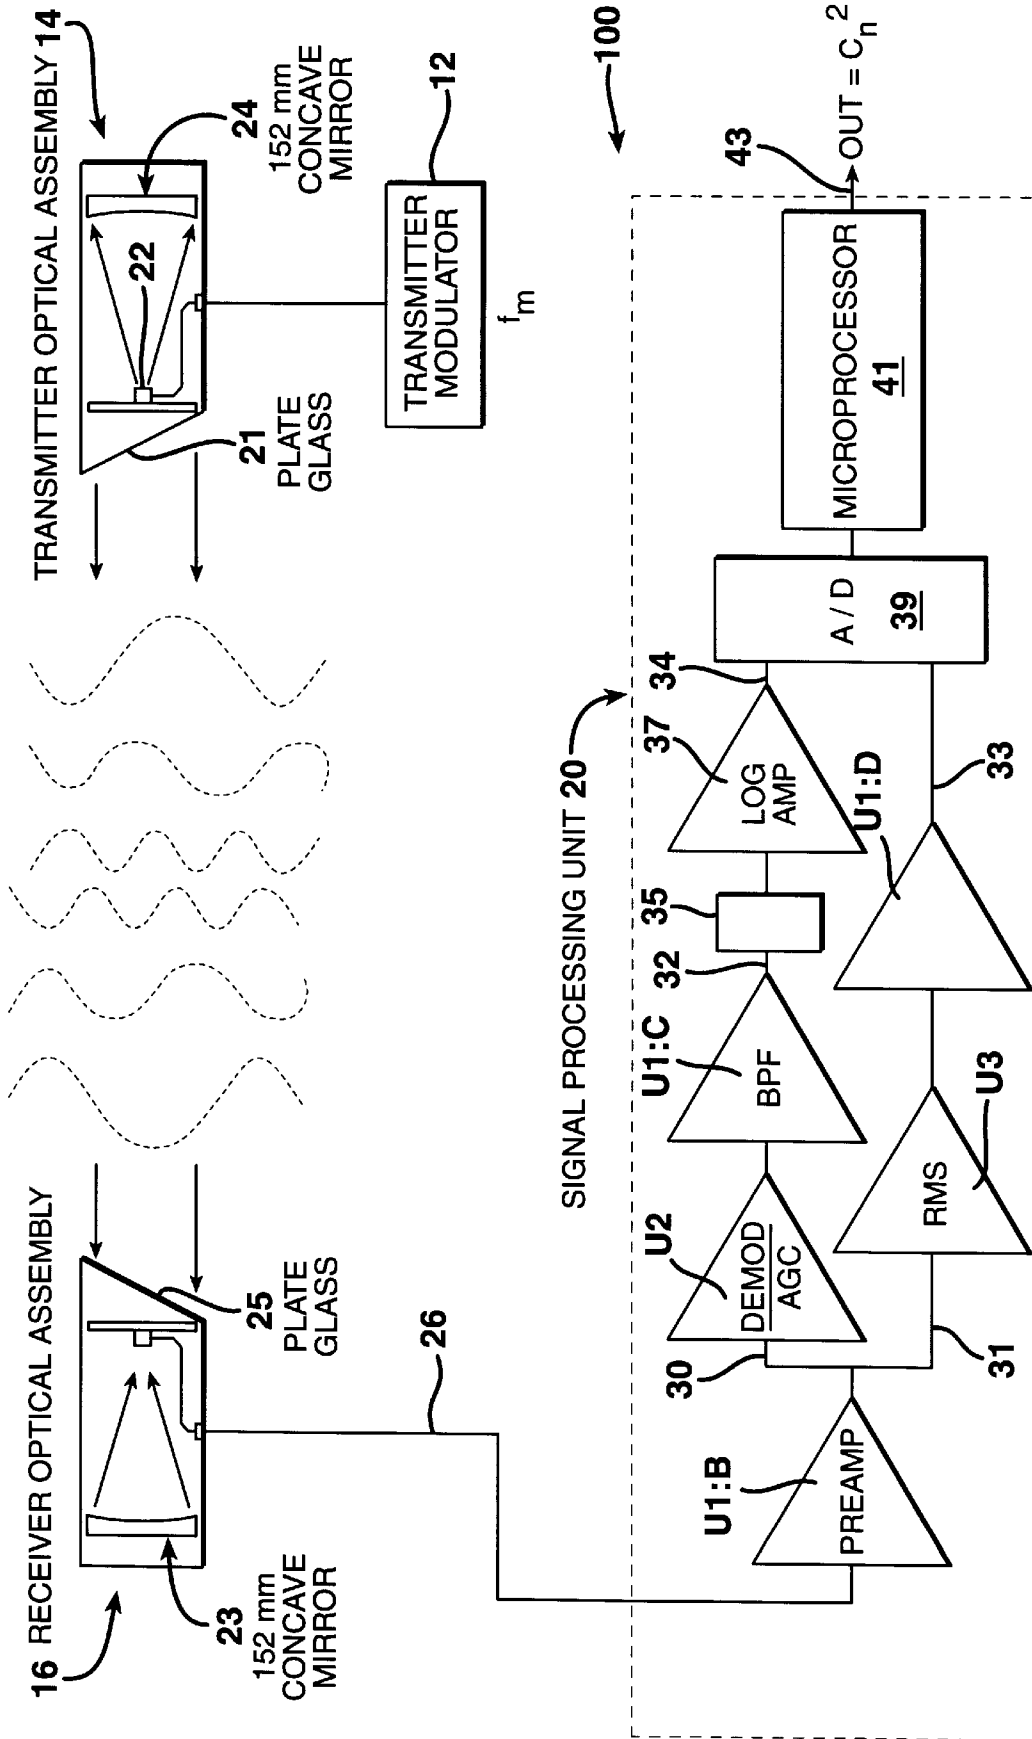 16 RECEIVER OPTICAL ASSEMBLY
TRANSMITTER OPTICAL ASSEMBLY 14
23
152 mm
CONCAVE
MIRROR
25
PLATE
GLASS
21
PLATE
GLASS
22
24
152 mm
CONCAVE
MIRROR
26
TRANSMITTER
MODULATOR
12
fm
SIGNAL PROCESSING UNIT 20
100
U1:B
PREAMP
30
31
U2
DEMOD
AGC
U1:C
BPF
32
35
37
LOG
AMP
34
RMS
U3
U1:D
33
A / D
39
MICROPROCESSOR
41
43
OUT = Cn2